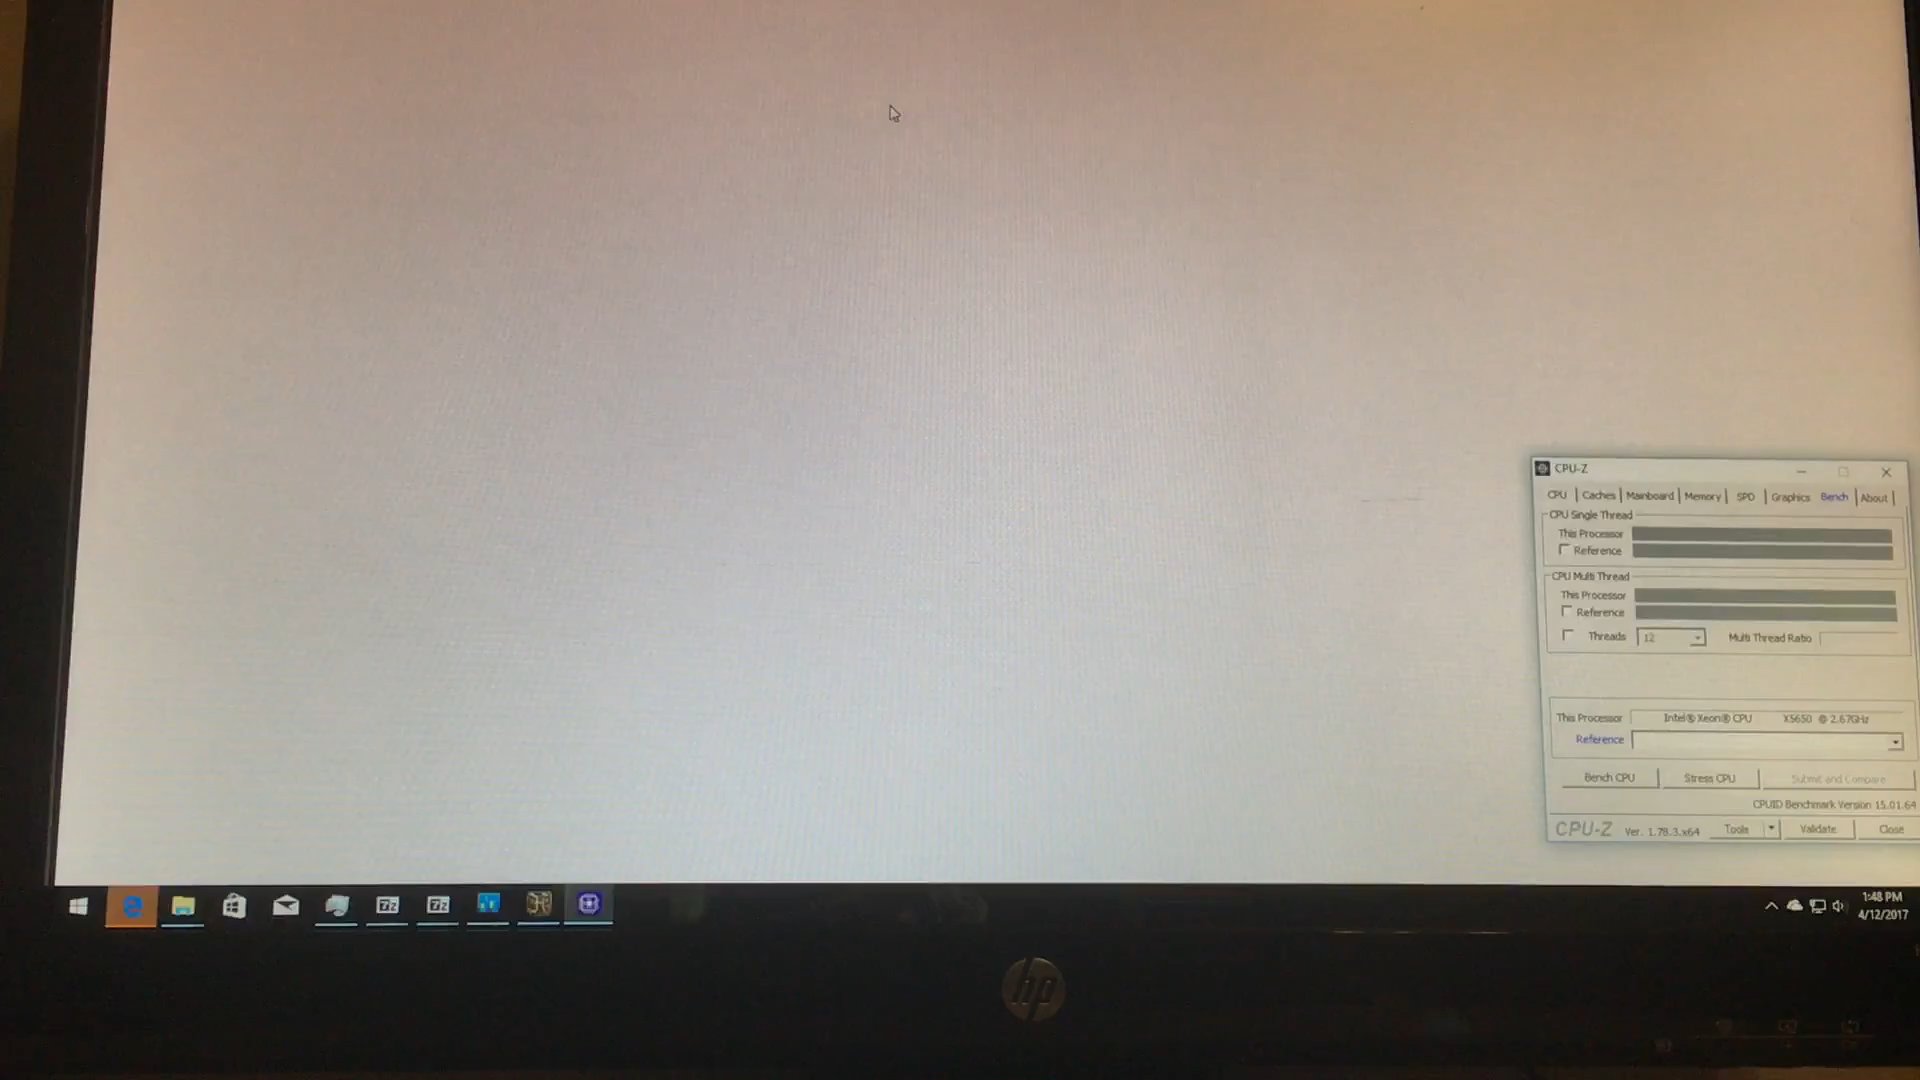 CPU-Z
CPU Caches Mainboard Memory SPD Graphics Bench About
CPU Single Thread
This Processor
Reference
CPU Multi Thread
This Processor
Reference
Threads 12 Multi Thread Ratio
This Processor Intel® Xeon® CPU X5650 @ 2.67GHz
Reference
Bench CPU Stress CPU Submit and Compare
CPUID Benchmark Version 15.01.64
CPU-Z Ver. 1.78.3.x64 Tools Validate Close
7z 7z
1:48 PM
4/12/2017
hp